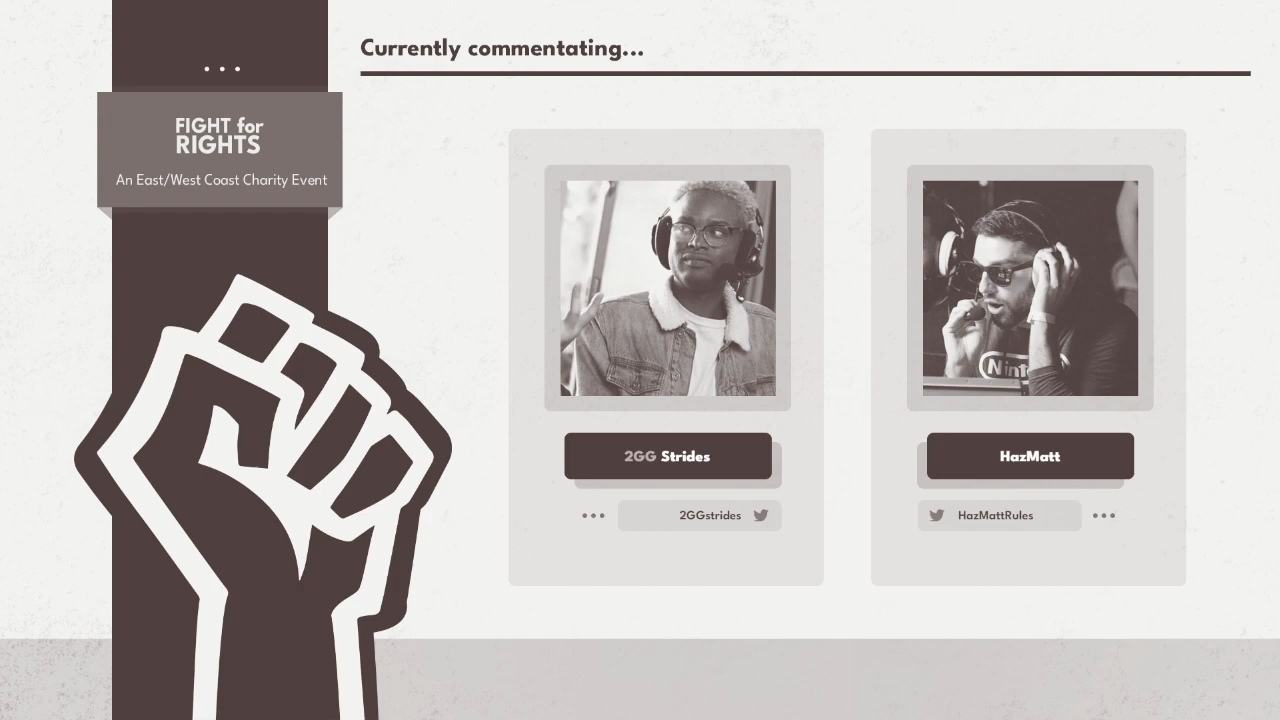 Currently commentating...
FIGHT for
RIGHTS
An East/West Coast Charity Event
2GG Strides
2GGstrides
HazMatt
HazMattRules